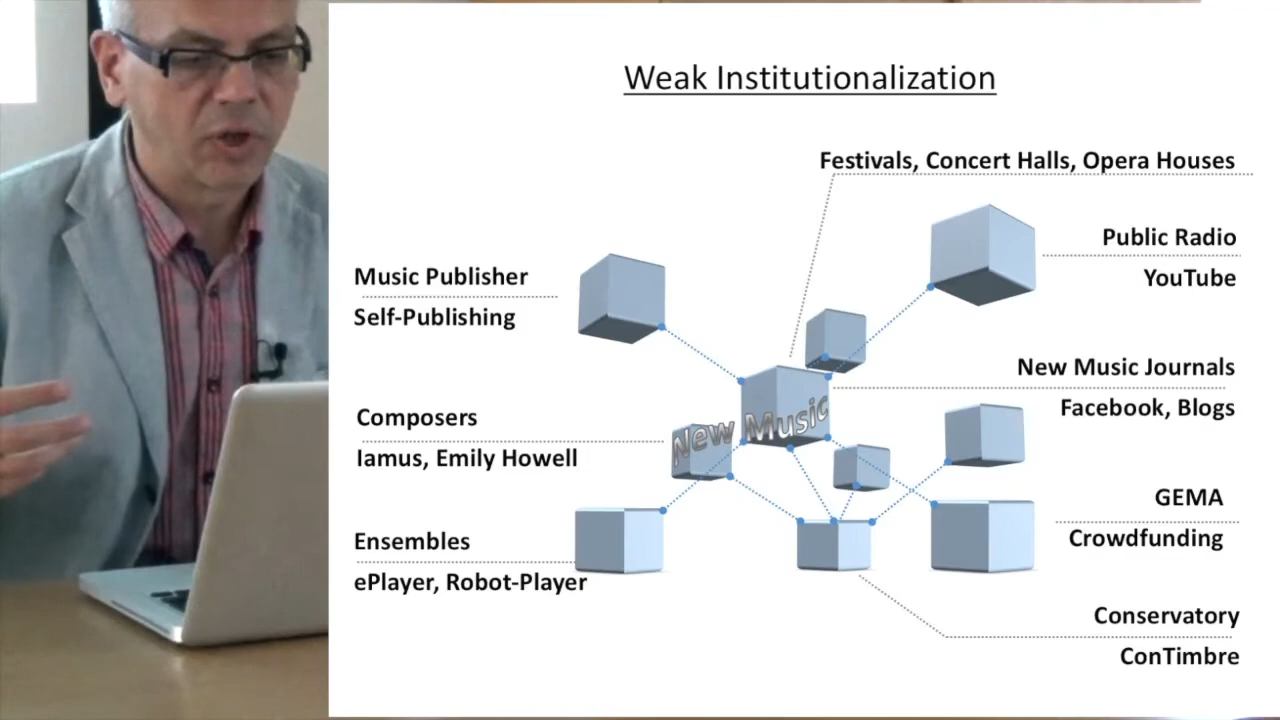 Weak Institutionalization
Festivals, Concert Halls, Opera Houses
Public Radio
YouTube
Music Publisher
Self-Publishing
New Music Journals
Facebook, Blogs
New Music
Composers
Iamus, Emily Howell
GEMA
Crowdfunding
Ensembles
ePlayer, Robot-Player
Conservatory
ConTimbre